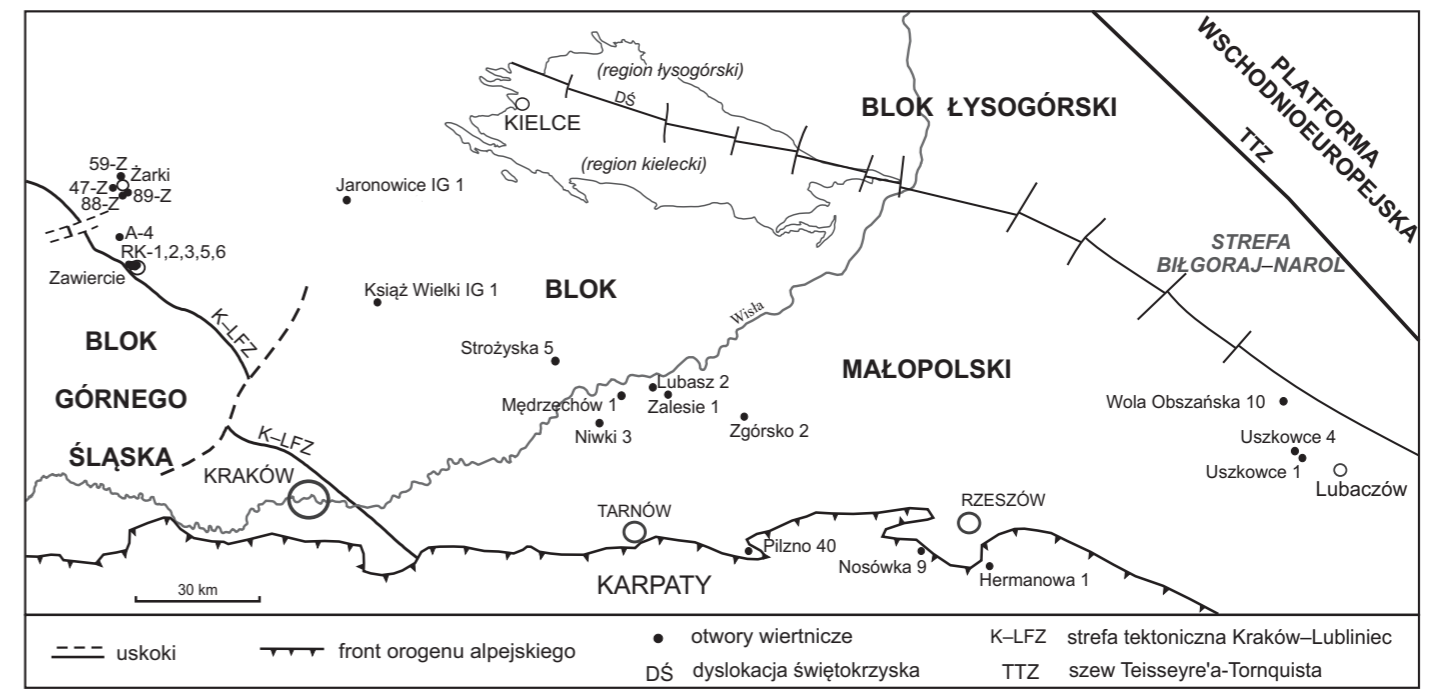 (region łysogórski)
DŚ
KIELCE
(region kielecki)
BLOK ŁYSOGÓRSKI
PLATFORMA
WSCHODNIOEUROPEJSKA
TTZ
59-Z
Żarki
47-Z
88-Z
89-Z
A-4
RK-1,2,3,5,6
Zawiercie
Jaronowice IG 1
STREFA
BIŁGORAJ–NAROL
Książ Wielki IG 1
BLOK
Wisła
K–LFZ
BLOK
GÓRNEGO
ŚLĄSKA
Strożyska 5
MAŁOPOLSKI
Lubasz 2
Mędrzechów 1
Zalesie 1
Niwki 3
Zgórsko 2
Wola Obszańska 10
Uszkowce 4
Uszkowce 1
Lubaczów
K–LFZ
KRAKÓW
TARNÓW
RZESZÓW
Pilzno 40
Nosówka 9
Hermanowa 1
KARPATY
30 km
uskoki
front orogenu alpejskiego
otwory wiertnicze
DŚ dyslokacja świętokrzyska
K–LFZ strefa tektoniczna Kraków–Lubliniec
TTZ szew Teisseyre'a-Tornquista